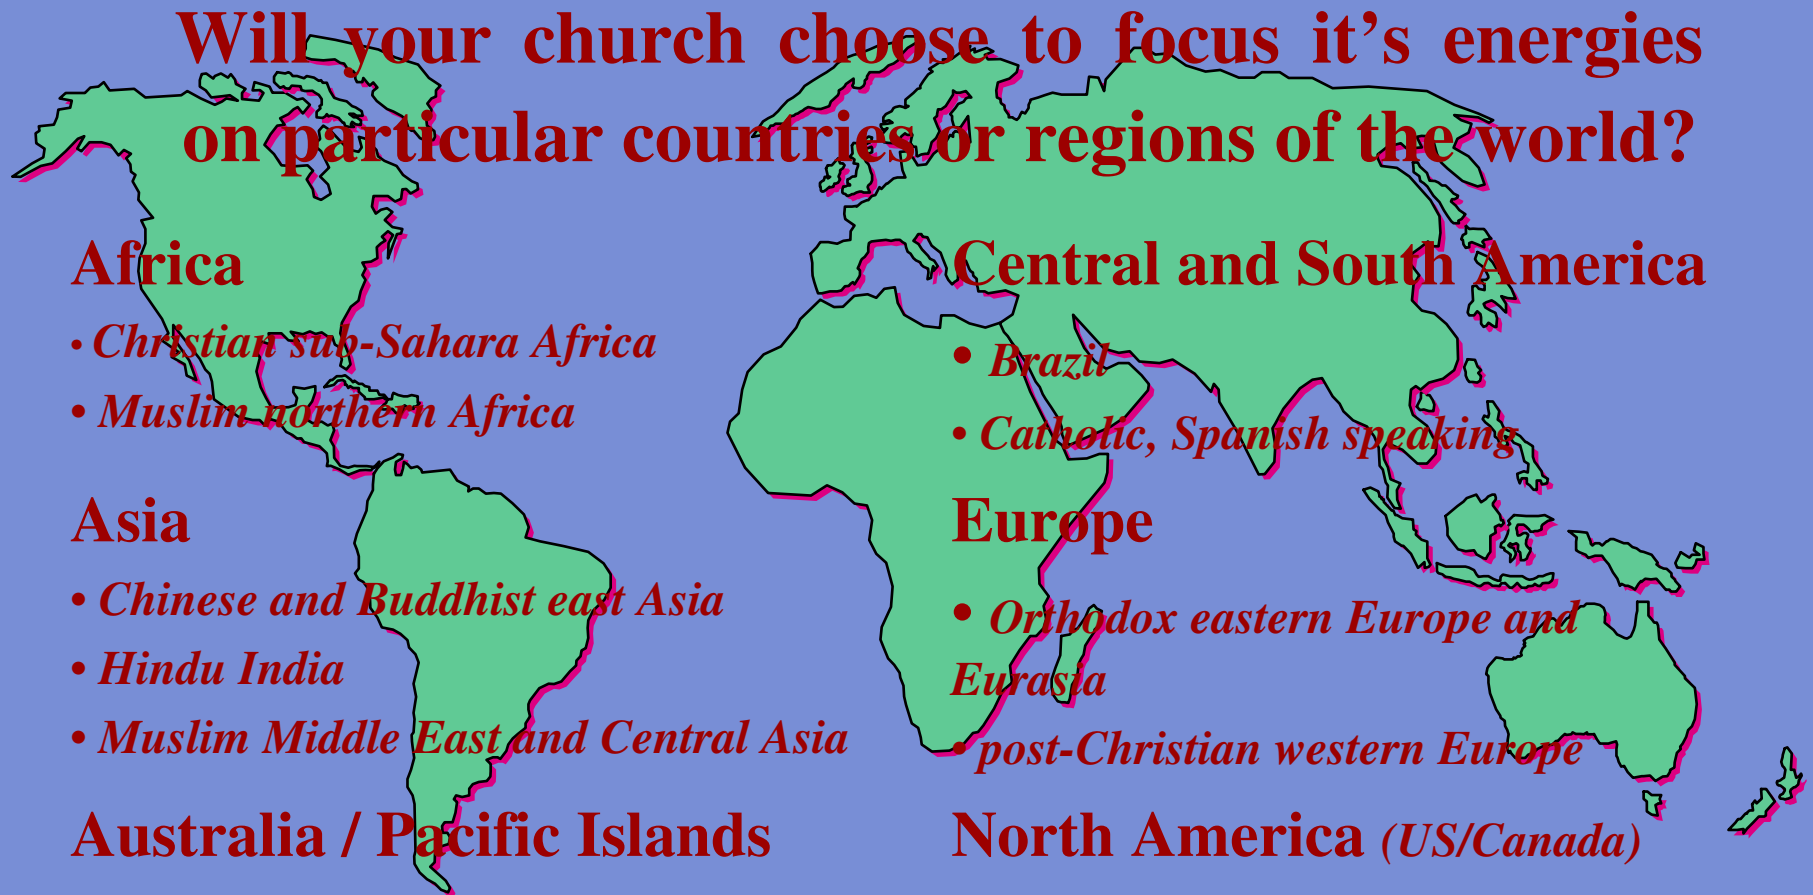 Will your church choose to focus it’s energies
on particular countries or regions of the world?
Africa
• Christian sub-Sahara Africa
• Muslim northern Africa
Asia
• Chinese and Buddhist east Asia
• Hindu India
• Muslim Middle East and Central Asia
Australia / Pacific Islands
Central and South America
• Brazil
• Catholic, Spanish speaking
Europe
• Orthodox eastern Europe and
Eurasia
• post-Christian western Europe
North America (US/Canada)